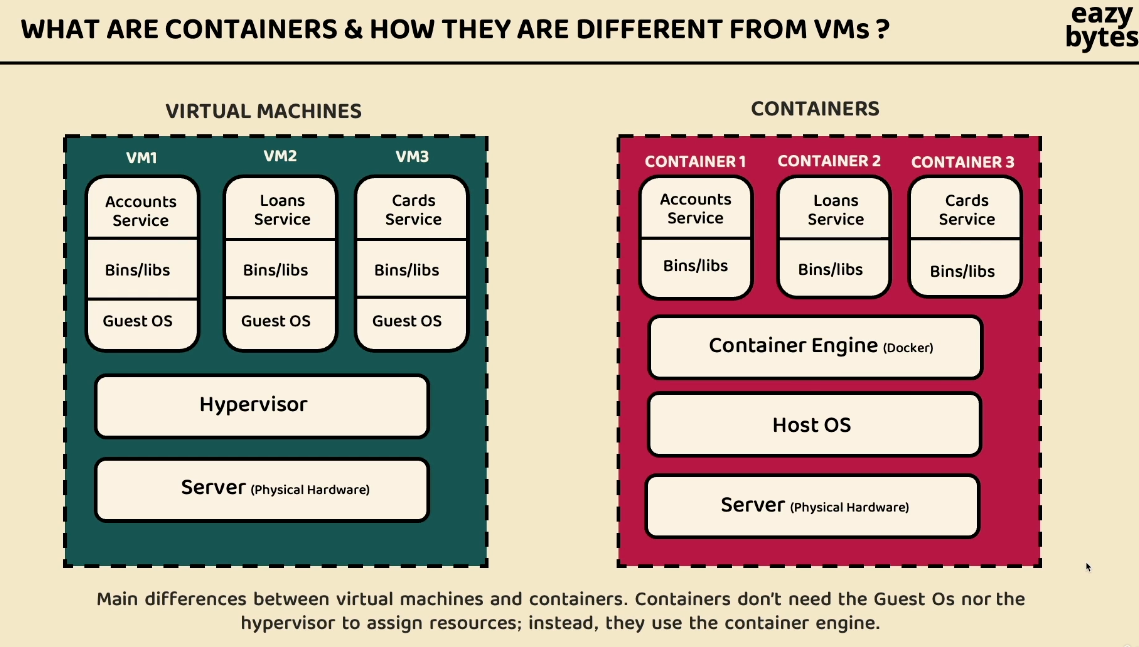 WHAT ARE CONTAINERS & HOW THEY ARE DIFFERENT FROM VMs ?
eazy
bytes
VIRTUAL MACHINES
VM1
VM2
VM3
Accounts
Service
Bins/libs
Guest OS
Loans
Service
Bins/libs
Guest OS
Cards
Service
Bins/libs
Guest OS
Hypervisor
Server (Physical Hardware)
CONTAINERS
CONTAINER 1
CONTAINER 2
CONTAINER 3
Accounts
Service
Bins/libs
Loans
Service
Bins/libs
Cards
Service
Bins/libs
Container Engine (Docker)
Host OS
Server (Physical Hardware)
Main differences between virtual machines and containers. Containers don't need the Guest Os nor the
hypervisor to assign resources; instead, they use the container engine.